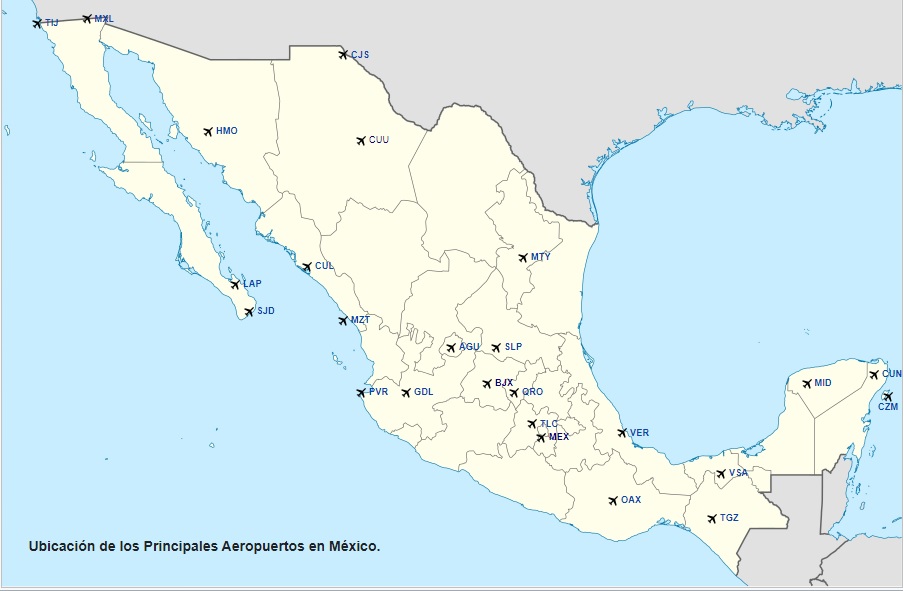 TIJ
MXL
CJS
HMO
CUU
MTY
CUL
LAP
SJD
MZT
AGU
SLP
CUN
BJX
MID
PVR
GDL
QRO
CZM
TLC
VER
MEX
VSA
OAX
TGZ
Ubicación de los Principales Aeropuertos en México.